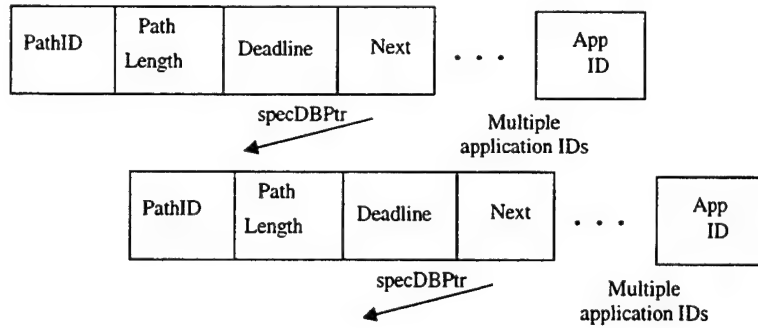 PathID Path Length Deadline Next . . . App ID
specDBPtr
Multiple application IDs
PathID Path Length Deadline Next . . . App ID
specDBPtr
Multiple application IDs